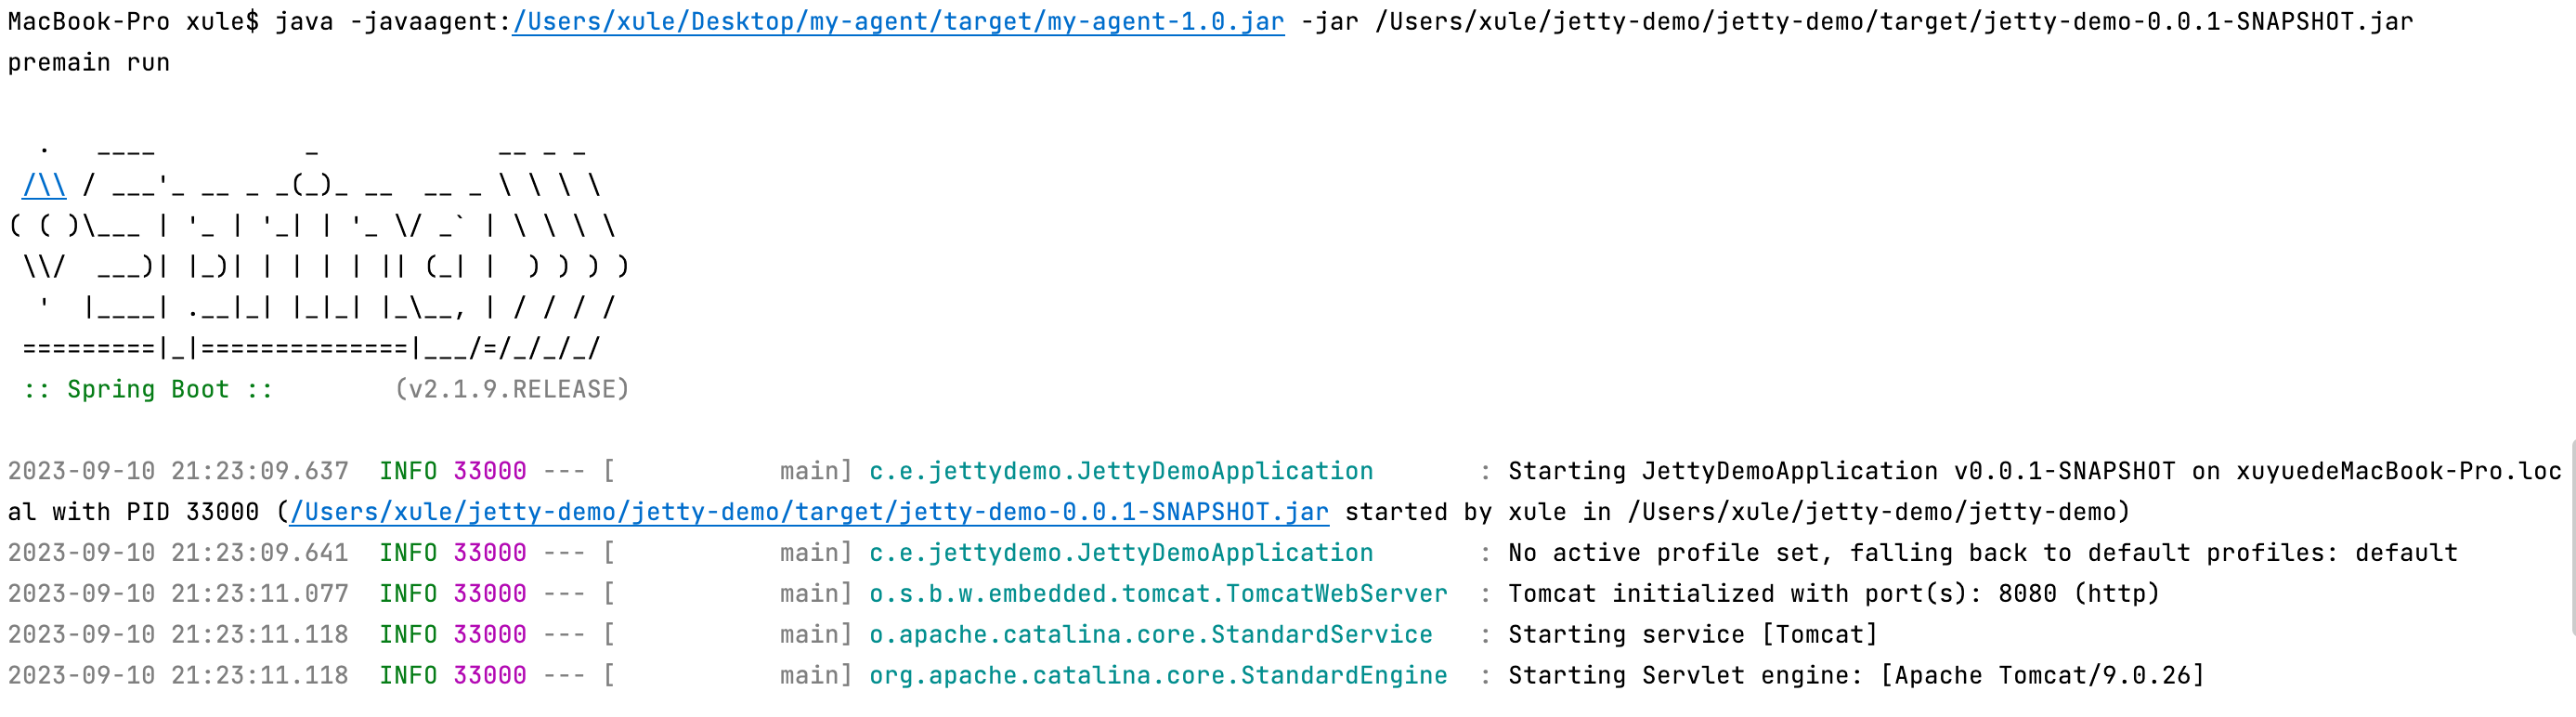 MacBook-Pro xule$ java -javaagent:/Users/xule/Desktop/my-agent/target/my-agent-1.0.jar -jar /Users/xule/jetty-demo/jetty-demo/target/jetty-demo-0.0.1-SNAPSHOT.jar
premain run

  .   ____          _            __ _ _
 /\\ / ___'_ __ _ _(_)_ __  __ _ \ \ \ \
( ( )\___ | '_ | '_| | '_ \/ _` | \ \ \ \
 \\/  ___)| |_)| | | | | || (_| |  ) ) ) )
  '  |____| .__|_| |_|_| |_\__, | / / / /
 =========|_|==============|___/=/_/_/_/
 :: Spring Boot ::        (v2.1.9.RELEASE)

2023-09-10 21:23:09.637  INFO 33000 --- [           main] c.e.jettydemo.JettyDemoApplication       : Starting JettyDemoApplication v0.0.1-SNAPSHOT on xuyuedeMacBook-Pro.loc
al with PID 33000 (/Users/xule/jetty-demo/jetty-demo/target/jetty-demo-0.0.1-SNAPSHOT.jar started by xule in /Users/xule/jetty-demo/jetty-demo)
2023-09-10 21:23:09.641  INFO 33000 --- [           main] c.e.jettydemo.JettyDemoApplication       : No active profile set, falling back to default profiles: default
2023-09-10 21:23:11.077  INFO 33000 --- [           main] o.s.b.w.embedded.tomcat.TomcatWebServer  : Tomcat initialized with port(s): 8080 (http)
2023-09-10 21:23:11.118  INFO 33000 --- [           main] o.apache.catalina.core.StandardService   : Starting service [Tomcat]
2023-09-10 21:23:11.118  INFO 33000 --- [           main] org.apache.catalina.core.StandardEngine  : Starting Servlet engine: [Apache Tomcat/9.0.26]